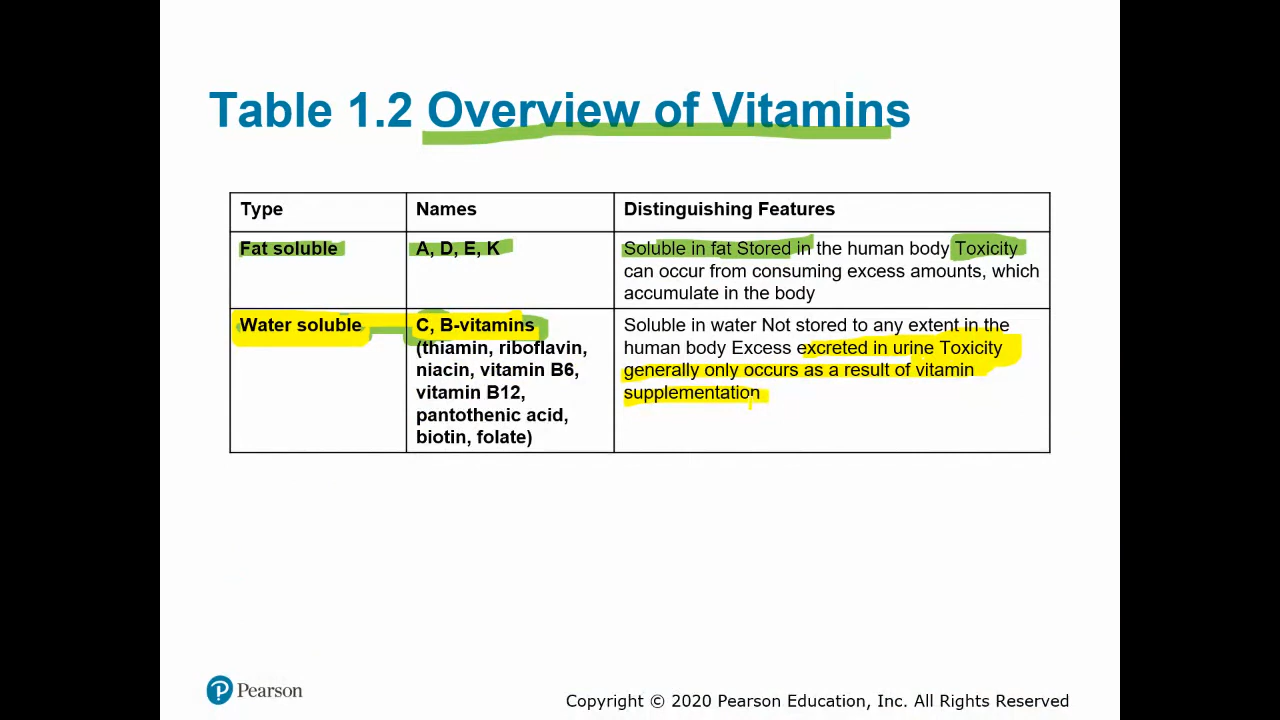 Table 1.2 Overview of Vitamins
Type Names Distinguishing Features
Fat soluble A, D, E, K Soluble in fat Stored in the human body Toxicity
can occur from consuming excess amounts, which
accumulate in the body
Water soluble C, B-vitamins
(thiamin, riboflavin,
niacin, vitamin B6,
vitamin B12,
pantothenic acid,
biotin, folate)
Soluble in water Not stored to any extent in the
human body Excess excreted in urine Toxicity
generally only occurs as a result of vitamin
supplementation
P Pearson
Copyright © 2020 Pearson Education, Inc. All Rights Reserved